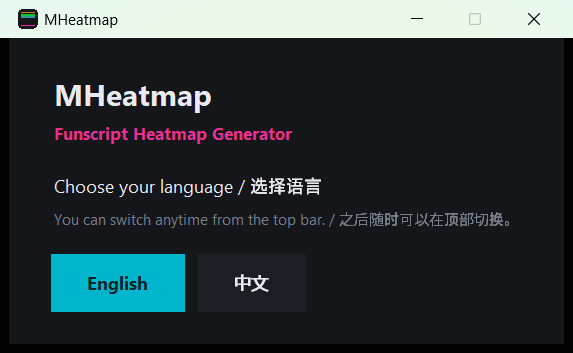 MHeatmap
MHeatmap
Funscript Heatmap Generator
Choose your language / 选择语言
You can switch anytime from the top bar. / 之后随时可以在顶部切换。
English
中文